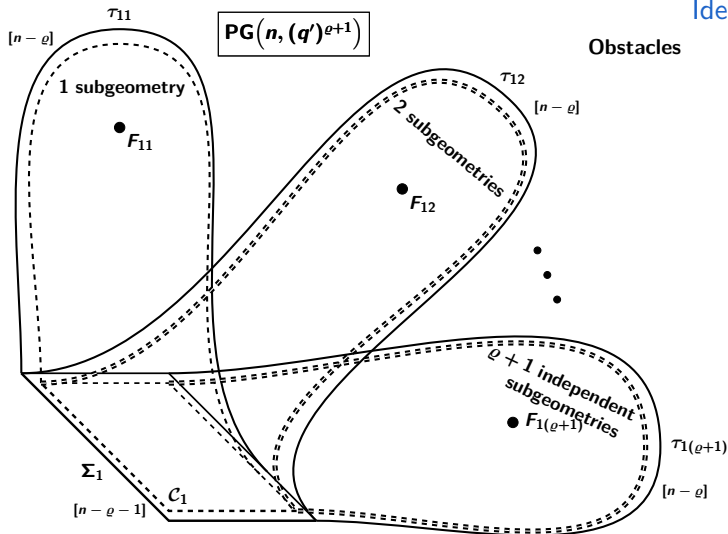 Ide
τ₁₁
[n − ϱ]
PG(n, (q′)^{ϱ+1})
Obstacles
1 subgeometry
F₁₁
τ₁₂
[n − ϱ]
2 subgeometries
F₁₂
ϱ + 1 independent
subgeometries
F₁₍ϱ₊₁₎
τ₁₍ϱ₊₁₎
[n − ϱ]
Σ₁
C₁
[n − ϱ − 1]